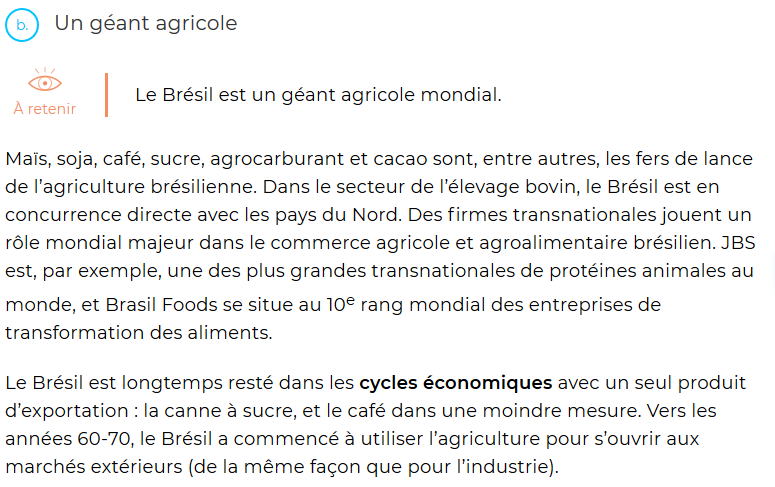 b. Un géant agricole
À retenir
Le Brésil est un géant agricole mondial.
Maïs, soja, café, sucre, agrocarburant et cacao sont, entre autres, les fers de lance
de l’agriculture brésilienne. Dans le secteur de l’élevage bovin, le Brésil est en
concurrence directe avec les pays du Nord. Des firmes transnationales jouent un
rôle mondial majeur dans le commerce agricole et agroalimentaire brésilien. JBS
est, par exemple, une des plus grandes transnationales de protéines animales au
monde, et Brasil Foods se situe au 10e rang mondial des entreprises de
transformation des aliments.
Le Brésil est longtemps resté dans les cycles économiques avec un seul produit
d’exportation : la canne à sucre, et le café dans une moindre mesure. Vers les
années 60-70, le Brésil a commencé à utiliser l’agriculture pour s’ouvrir aux
marchés extérieurs (de la même façon que pour l’industrie).